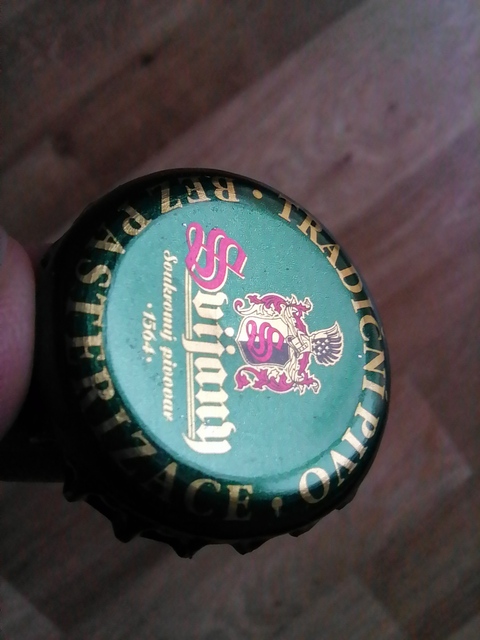 TRADIČNÍ PIVO •
BEZ PASTERIZACE •
S
Svijany
Soukromý pivovar
·1564·